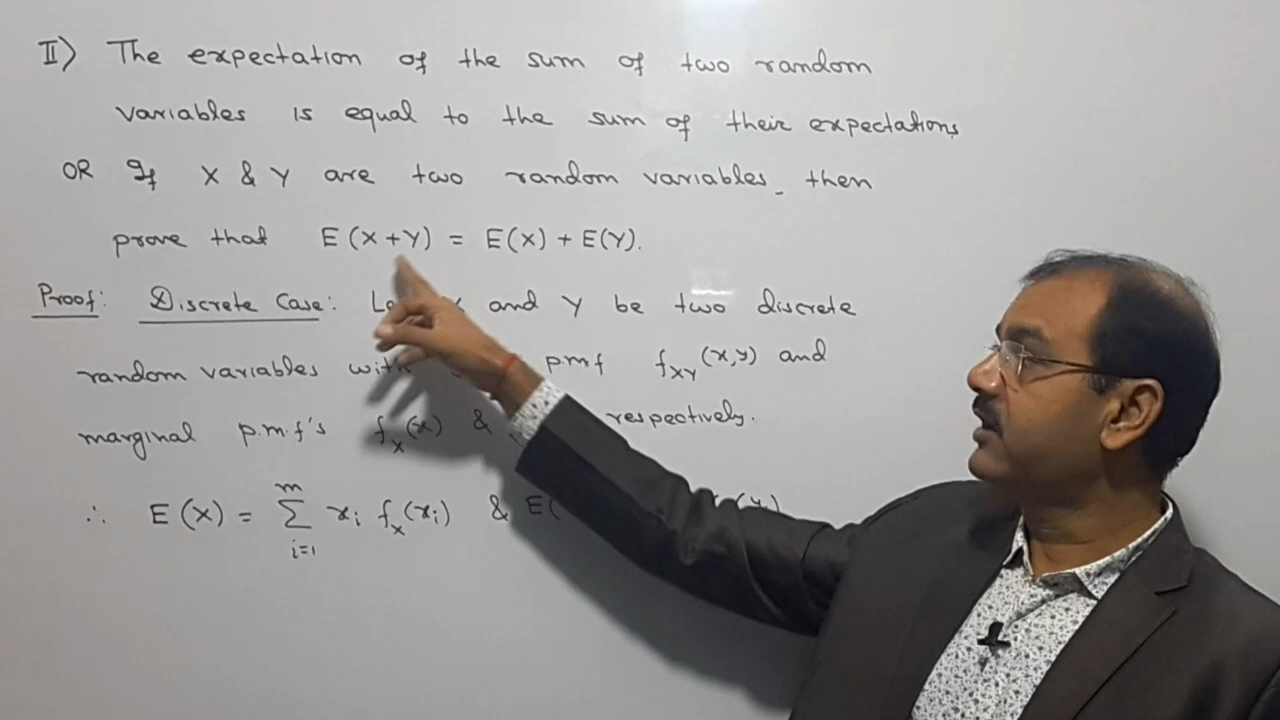 II) The expectation of the sum of two random
variables is equal to the sum of their expectations
OR If X & Y are two random variables, then
prove that E(X+Y) = E(X) + E(Y).
Proof: Discrete Case: and Y be two discrete
random variables with p.m.f f_XY(x,y) and
marginal p.m.f's f_X(x) & respectively.
∴ E(X) = ∑_{i=1}^{m} x_i f_X(x_i) & E(